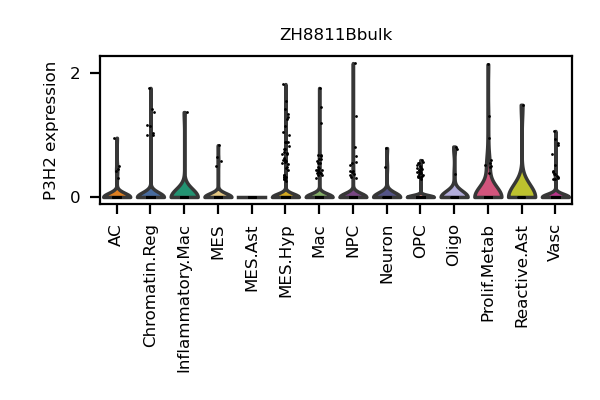 ZH8811Bbulk
P3H2 expression
2
0
AC
Chromatin.Reg
Inflammatory.Mac
MES
MES.Ast
MES.Hyp
Mac
NPC
Neuron
OPC
Oligo
Prolif.Metab
Reactive.Ast
Vasc